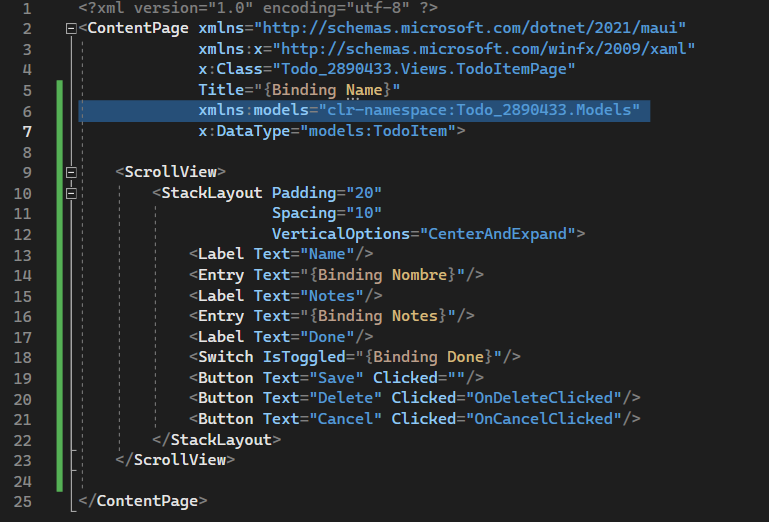 1 <?xml version="1.0" encoding="utf-8" ?>
2 <ContentPage xmlns="http://schemas.microsoft.com/dotnet/2021/maui"
3 xmlns:x="http://schemas.microsoft.com/winfx/2009/xaml"
4 x:Class="Todo_2890433.Views.TodoItemPage"
5 Title="{Binding Name}"
6 xmlns:models="clr-namespace:Todo_2890433.Models"
7 x:DataType="models:TodoItem">
8
9 <ScrollView>
10 <StackLayout Padding="20"
11 Spacing="10"
12 VerticalOptions="CenterAndExpand">
13 <Label Text="Name"/>
14 <Entry Text="{Binding Nombre}"/>
15 <Label Text="Notes"/>
16 <Entry Text="{Binding Notes}"/>
17 <Label Text="Done"/>
18 <Switch IsToggled="{Binding Done}"/>
19 <Button Text="Save" Clicked=""/>
20 <Button Text="Delete" Clicked="OnDeleteClicked"/>
21 <Button Text="Cancel" Clicked="OnCancelClicked"/>
22 </StackLayout>
23 </ScrollView>
24
25 </ContentPage>